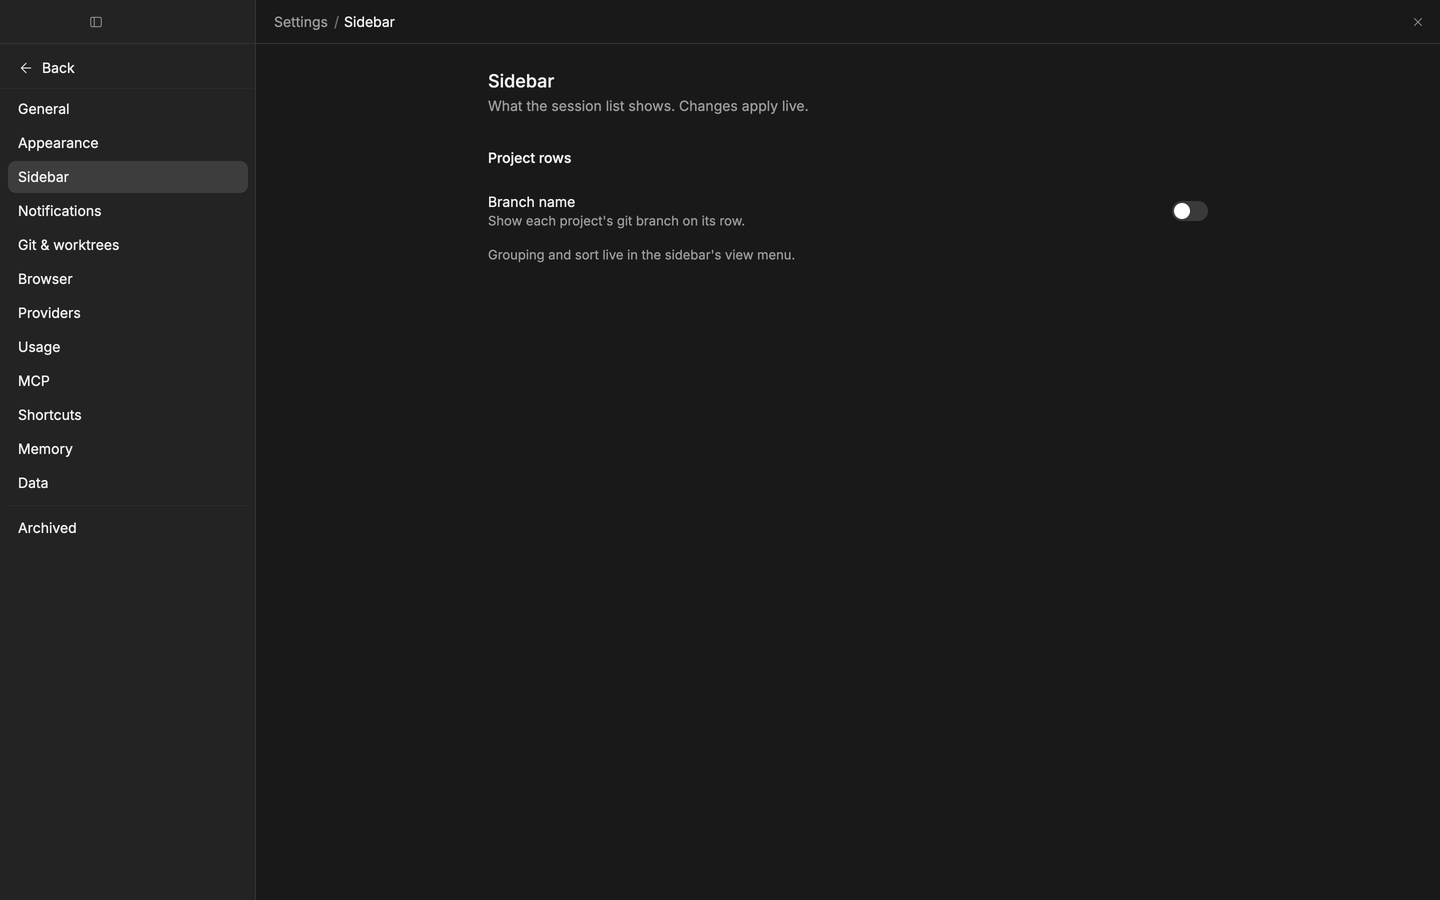 Settings / Sidebar
Back
General
Appearance
Sidebar
Notifications
Git & worktrees
Browser
Providers
Usage
MCP
Shortcuts
Memory
Data
Archived
Sidebar
What the session list shows. Changes apply live.
Project rows
Branch name
Show each project's git branch on its row.
Grouping and sort live in the sidebar's view menu.